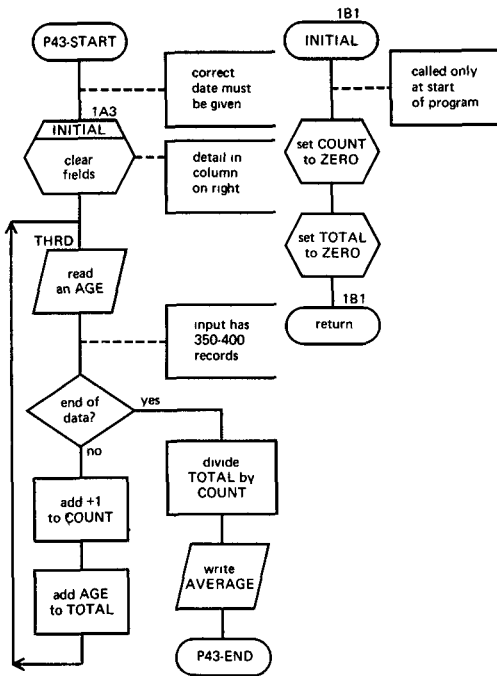 P43-START
correct
date must
be given
1A3
INITIAL
clear
fields
detail in
column
on right
THRD
read
an AGE
input has
350-400
records
end of
data?
yes
no
add +1
to COUNT
add AGE
to TOTAL
divide
TOTAL by
COUNT
write
AVERAGE
P43-END
1B1
INITIAL
called only
at start
of program
set COUNT
to ZERO
set TOTAL
to ZERO
1B1
return